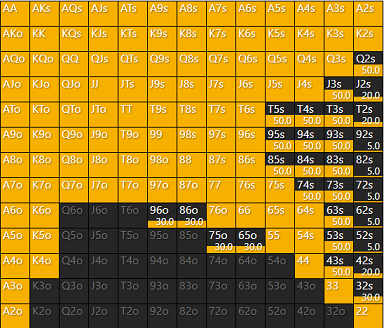 AA AKs AQs AJs ATs A9s A8s A7s A6s A5s A4s A3s A2s
AKo KK KQs KJs KTs K9s K8s K7s K6s K5s K4s K3s K2s
AQo KQo QQ QJs QTs Q9s Q8s Q7s Q6s Q5s Q4s Q3s Q2s
50.0
AJo KJo QJo JJ JTs J9s J8s J7s J6s J5s J4s J3s J2s
50.0 20.0
ATo KTo QTo JTo TT T9s T8s T7s T6s T5s T4s T3s T2s
50.0 50.0 50.0 20.0
A9o K9o Q9o J9o T9o 99 98s 97s 96s 95s 94s 93s 92s
50.0 50.0 50.0 5.0
A8o K8o Q8o J8o T8o 98o 88 87s 86s 85s 84s 83s 82s
50.0 50.0 50.0 5.0
A7o K7o Q7o J7o T7o 97o 87o 77 76s 75s 74s 73s 72s
50.0 50.0 5.0
A6o K6o Q6o J6o T6o 96o 86o 76o 66 65s 64s 63s 62s
30.0 30.0 50.0 5.0
A5o K5o Q5o J5o T5o 95o 85o 75o 65o 55 54s 53s 52s
30.0 30.0 50.0 5.0
A4o K4o Q4o J4o T4o 94o 84o 74o 64o 54o 44 43s 42s
50.0 20.0
A3o K3o Q3o J3o T3o 93o 83o 73o 63o 53o 43o 33 32s
30.0
A2o K2o Q2o J2o T2o 92o 82o 72o 62o 52o 42o 32o 22